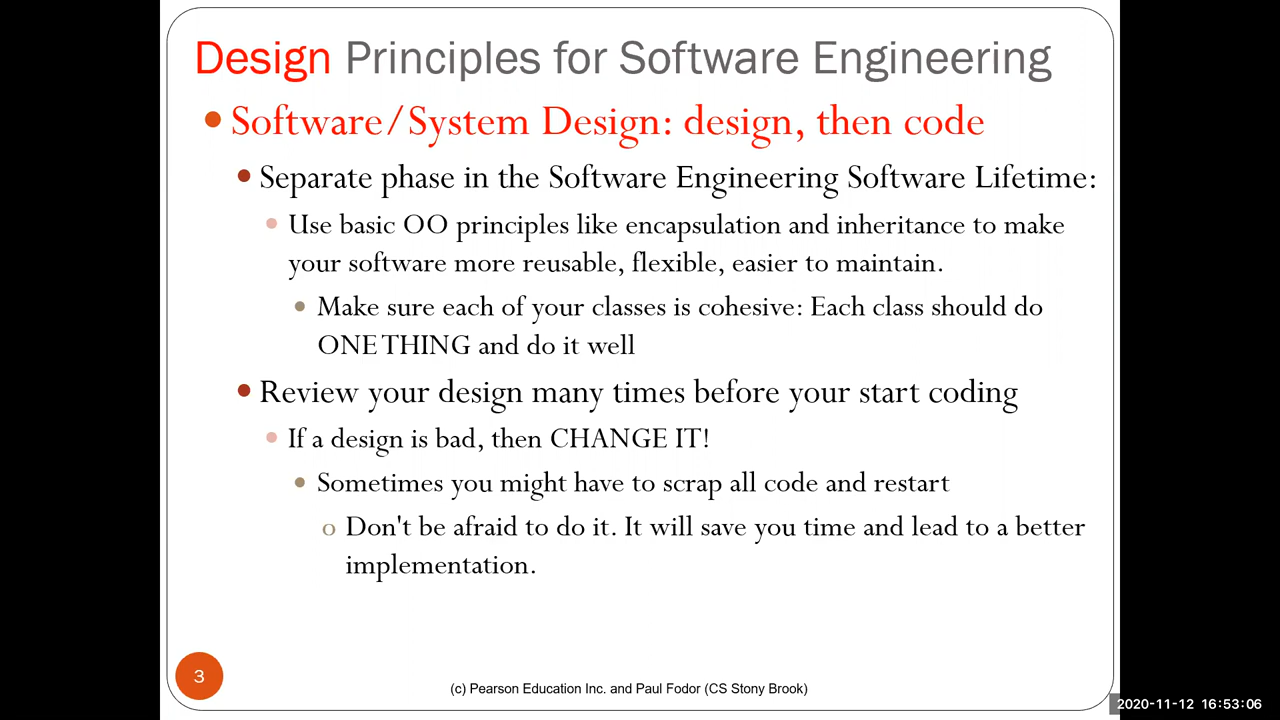 Design Principles for Software Engineering
• Software/System Design: design, then code
• Separate phase in the Software Engineering Software Lifetime:
• Use basic OO principles like encapsulation and inheritance to make
your software more reusable, flexible, easier to maintain.
• Make sure each of your classes is cohesive: Each class should do
ONE THING and do it well
• Review your design many times before your start coding
• If a design is bad, then CHANGE IT!
• Sometimes you might have to scrap all code and restart
o Don't be afraid to do it. It will save you time and lead to a better
implementation.
3
(c) Pearson Education Inc. and Paul Fodor (CS Stony Brook)
2020-11-12 16:53:06